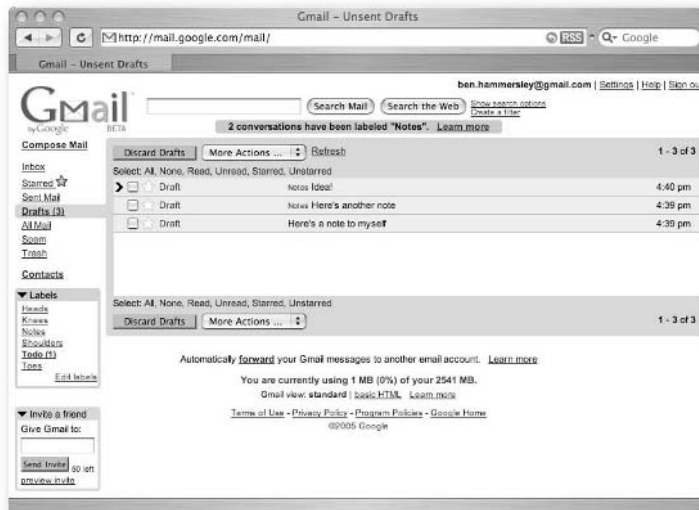 Gmail – Unsent Drafts
http://mail.google.com/mail/
RSS
Google
Gmail – Unsent Drafts
ben.hammersley@gmail.com | Settings | Help | Sign ou
Gmail
by Google
BETA
Search Mail
Search the Web
Show search options
Create a filter
2 conversations have been labeled "Notes". Learn more
Compose Mail
Inbox
Starred
Sent Mail
Drafts (3)
All Mail
Spam
Trash
Contacts
Labels
Heads
Knees
Notes
Shoulders
Todo (1)
Toes
Edit labels
Invite a friend
Give Gmail to:
Send Invite 50 left
preview invite
Discard Drafts More Actions ... Refresh 1 - 3 of 3
Select: All, None, Read, Unread, Starred, Unstarred
Draft Notes Idea! 4:40 pm
Draft Notes Here's another note 4:39 pm
Draft Here's a note to myself 4:39 pm
Select: All, None, Read, Unread, Starred, Unstarred
Discard Drafts More Actions ... 1 - 3 of 3
Automatically forward your Gmail messages to another email account. Learn more
You are currently using 1 MB (0%) of your 2541 MB.
Gmail view: standard | basic HTML Learn more
Terms of Use - Privacy Policy - Program Policies - Google Home
©2005 Google